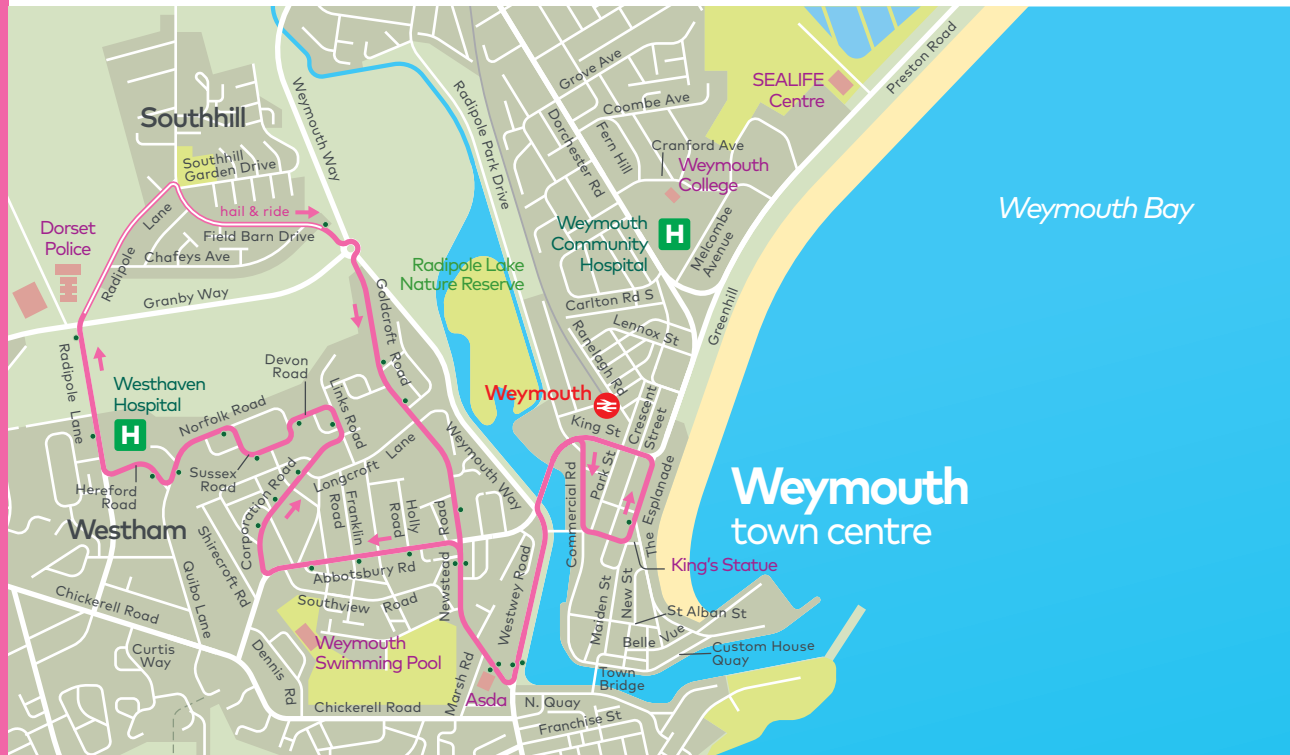 Southhill
Southhill
Garden Drive
Weymouth Way
Radipole Park Drive
Grove Ave
Coombe Ave
Dorchester Rd
Fern Hill
Cranford Ave
Weymouth
College
SEALIFE
Centre
Preston Road
Weymouth Bay
Dorset
Police
Radipole Lane
hail & ride
Field Barn Drive
Chafeys Ave
Granby Way
Radipole Lake
Nature Reserve
Weymouth
Community
Hospital
H
Melcombe
Avenue
Carlton Rd S
Lennox St
Greenhill
Ranelagh Rd
Goldcroft Road
Radipole Lane
Westhaven
Hospital
H
Devon
Road
Links Road
Norfolk Road
Weymouth
King St
Crescent
Street
Hereford
Road
Sussex
Road
Corporation Road
Longcroft Lane
Franklin
Road
Holly
Road
Weymouth Way
Commercial Rd
Park St
The Esplanade
Weymouth
town centre
Westham
Shirecroft Rd
Quibo Lane
Abbotsbury Rd
Newstead Road
Westwey Road
King's Statue
Maiden St
New St
St Alban St
Belle Vue
Custom House
Quay
Town
Bridge
Southview Road
Chickerell Road
Curtis
Way
Dennis Rd
Weymouth
Swimming Pool
Marsh Rd
Asda
Chickerell Road
N. Quay
Franchise St